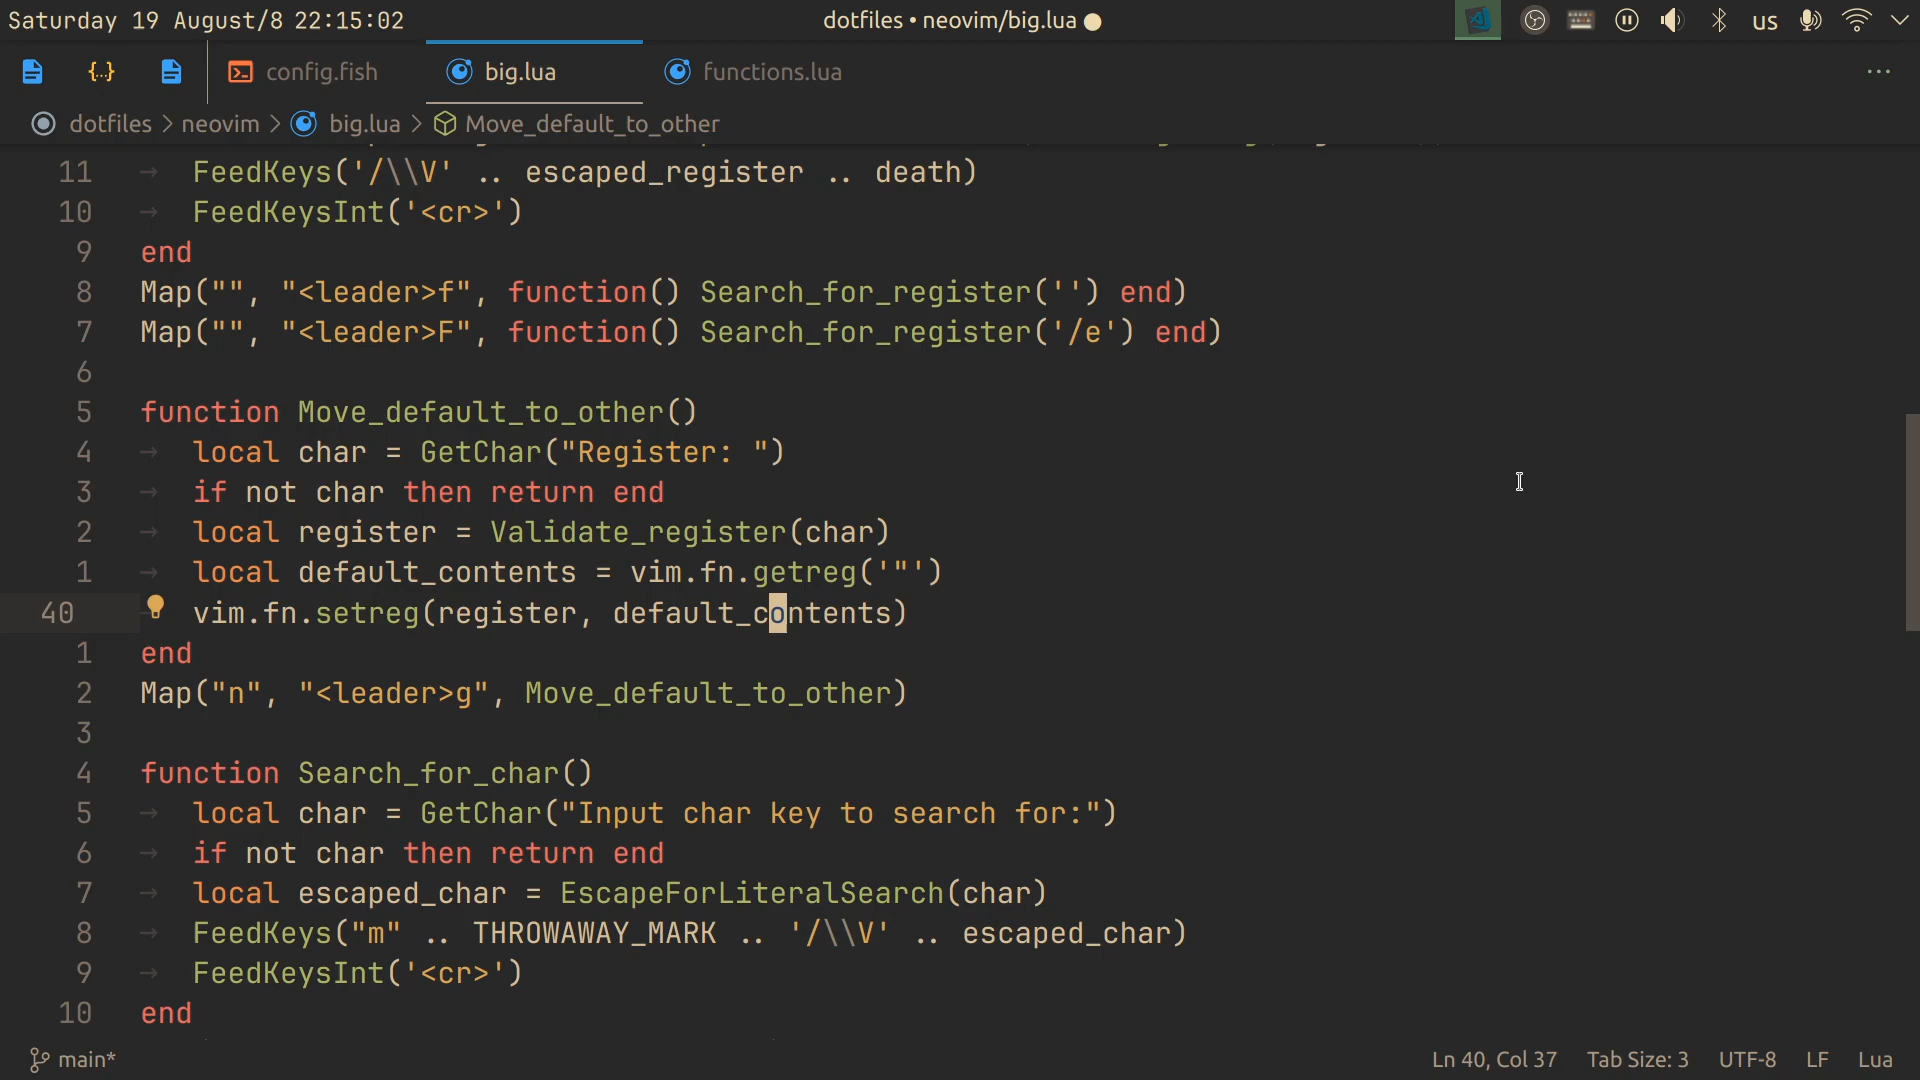 Saturday 19 August/8 22:15:02
dotfiles • neovim/big.lua ●
us
config.fish
big.lua
functions.lua
dotfiles > neovim > big.lua > Move_default_to_other
11 → FeedKeys('/\\V' .. escaped_register .. death)
10 → FeedKeysInt('<cr>')
9 end
8 Map("", "<leader>f", function() Search_for_register('') end)
7 Map("", "<leader>F", function() Search_for_register('/e') end)
6
5 function Move_default_to_other()
4 → local char = GetChar("Register: ")
3 → if not char then return end
2 → local register = Validate_register(char)
1 → local default_contents = vim.fn.getreg('"')
40 vim.fn.setreg(register, default_contents)
1 end
2 Map("n", "<leader>g", Move_default_to_other)
3
4 function Search_for_char()
5 → local char = GetChar("Input char key to search for:")
6 → if not char then return end
7 → local escaped_char = EscapeForLiteralSearch(char)
8 → FeedKeys("m" .. THROWAWAY_MARK .. '/\\V' .. escaped_char)
9 → FeedKeysInt('<cr>')
10 end
main*
Ln 40, Col 37
Tab Size: 3
UTF-8
LF
Lua